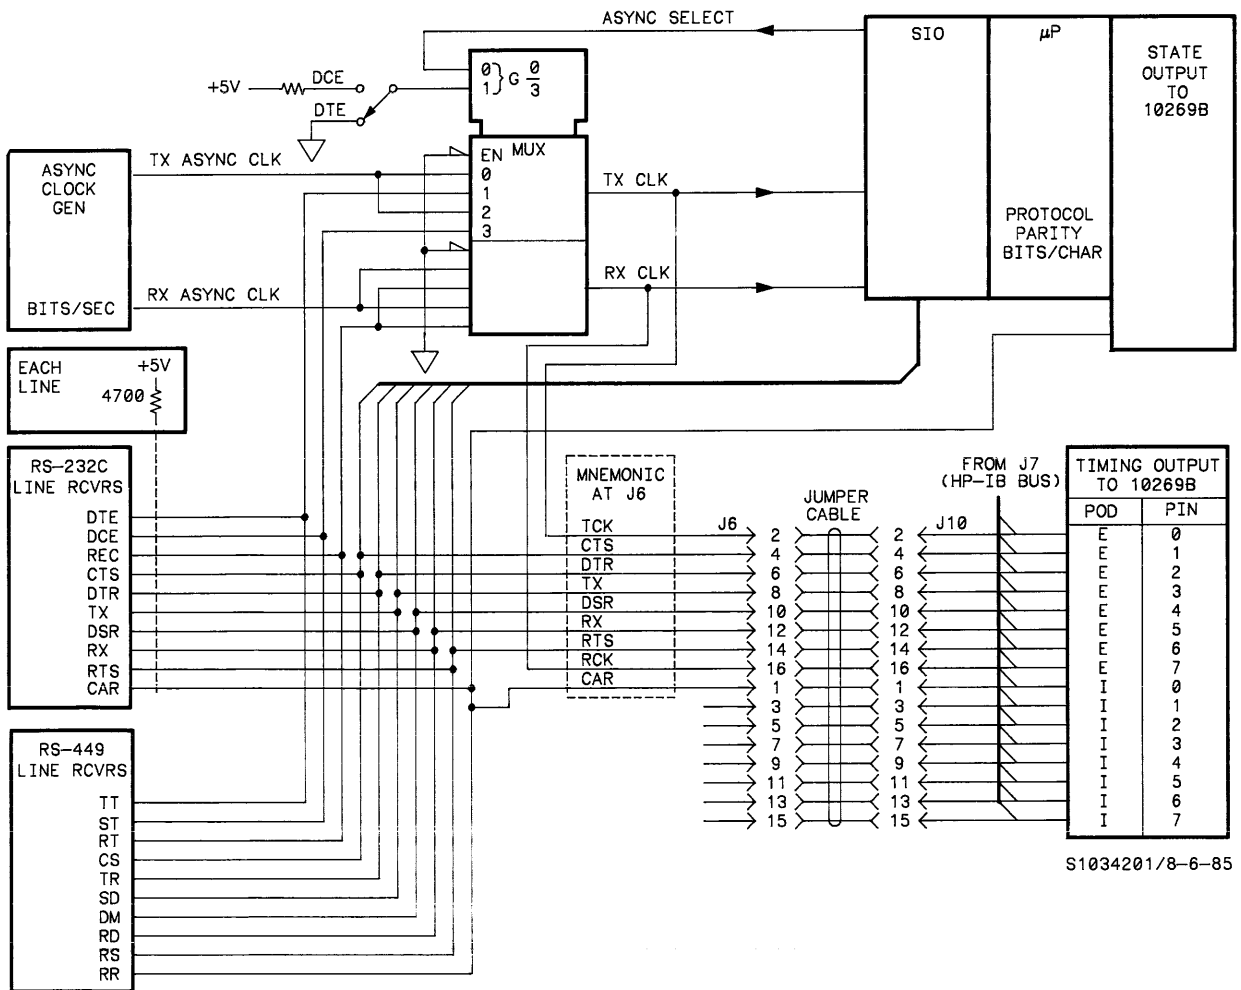 ASYNC SELECT
SIO
µP
STATE
OUTPUT
TO
10269B
+5V
DCE
DTE
0
1
} G 0/3
ASYNC
CLOCK
GEN
BITS/SEC
TX ASYNC CLK
RX ASYNC CLK
EN MUX
0
1
2
3
TX CLK
RX CLK
PROTOCOL
PARITY
BITS/CHAR
EACH
LINE
+5V
4700
RS-232C
LINE RCVRS
DTE
DCE
REC
CTS
DTR
TX
DSR
RX
RTS
CAR
MNEMONIC
AT J6
TCK
CTS
DTR
TX
DSR
RX
RTS
RCK
CAR
JUMPER
CABLE
FROM J7
(HP-IB BUS)
J6
J10
2 2
4 4
6 6
8 8
10 10
12 12
14 14
16 16
1 1
3 3
5 5
7 7
9 9
11 11
13 13
15 15
TIMING OUTPUT
TO 10269B
POD PIN
E 0
E 1
E 2
E 3
E 4
E 5
E 6
E 7
I 0
I 1
I 2
I 3
I 4
I 5
I 6
I 7
RS-449
LINE RCVRS
TT
ST
RT
CS
TR
SD
DM
RD
RS
RR
S1034201/8-6-85